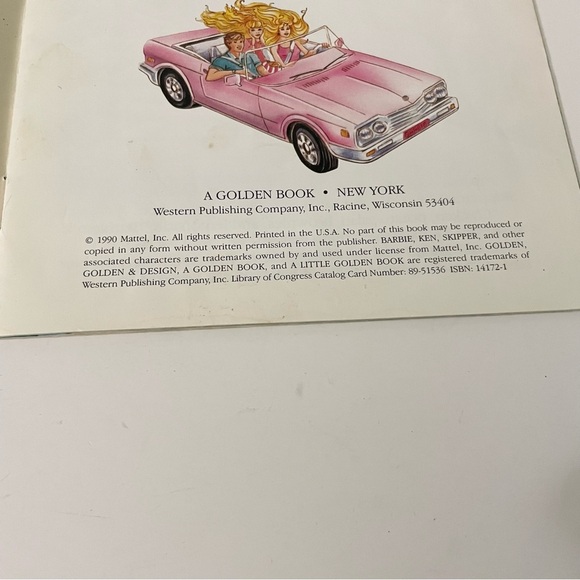 A GOLDEN BOOK • NEW YORK
Western Publishing Company, Inc., Racine, Wisconsin 53404
© 1990 Mattel, Inc. All rights reserved. Printed in the U.S.A. No part of this book may be reproduced or
copied in any form without written permission from the publisher. BARBIE, KEN, SKIPPER, and other
associated characters are trademarks owned by and used under license from Mattel, Inc. GOLDEN,
GOLDEN & DESIGN, A GOLDEN BOOK, and A LITTLE GOLDEN BOOK are registered trademarks of
Western Publishing Company, Inc. Library of Congress Catalog Card Number: 89-51536 ISBN: 14172-1